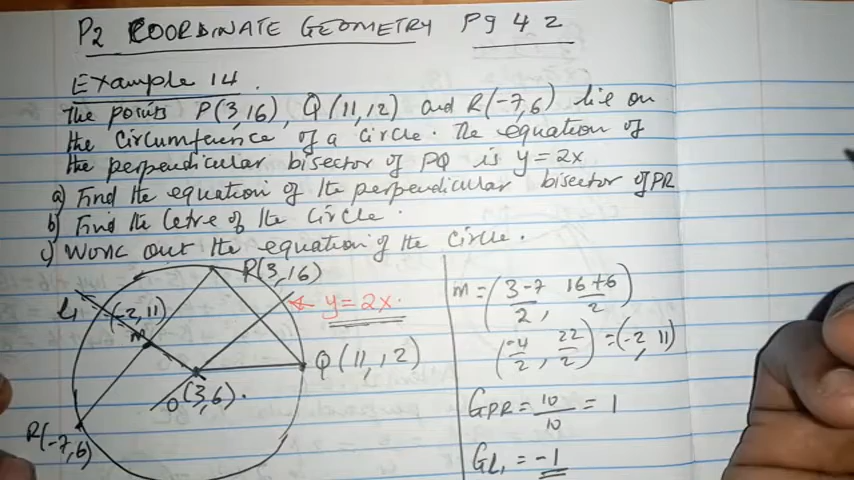 P2 COORDINATE GEOMETRY Pg 42
Example 14.
The points P(3,16), Q(11,12) and R(-7,6) lie on
the circumference of a circle. The equation of
the perpendicular bisector of PQ is y=2x
a) Find the equation of the perpendicular bisector of PR
b) Find the Cetre of the circle.
c) Work out the equation of the circle.
P(3,16)
l₁
(-2,11)
m
y=2x.
Q(11,12)
O(3,6).
R(-7,6)
m=(3-7/2, 16+6/2)
(-4/2, 22/2)=(-2, 11)
GPR=10/10=1
GL₁=-1